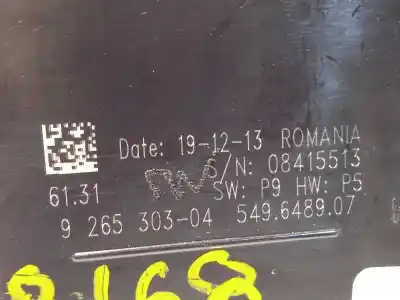 Date: 19-12-13 ROMANIA
S/N: 08415513
61.31 SW: P9 HW: P5
9 265 303-04 549.6489.07
8168